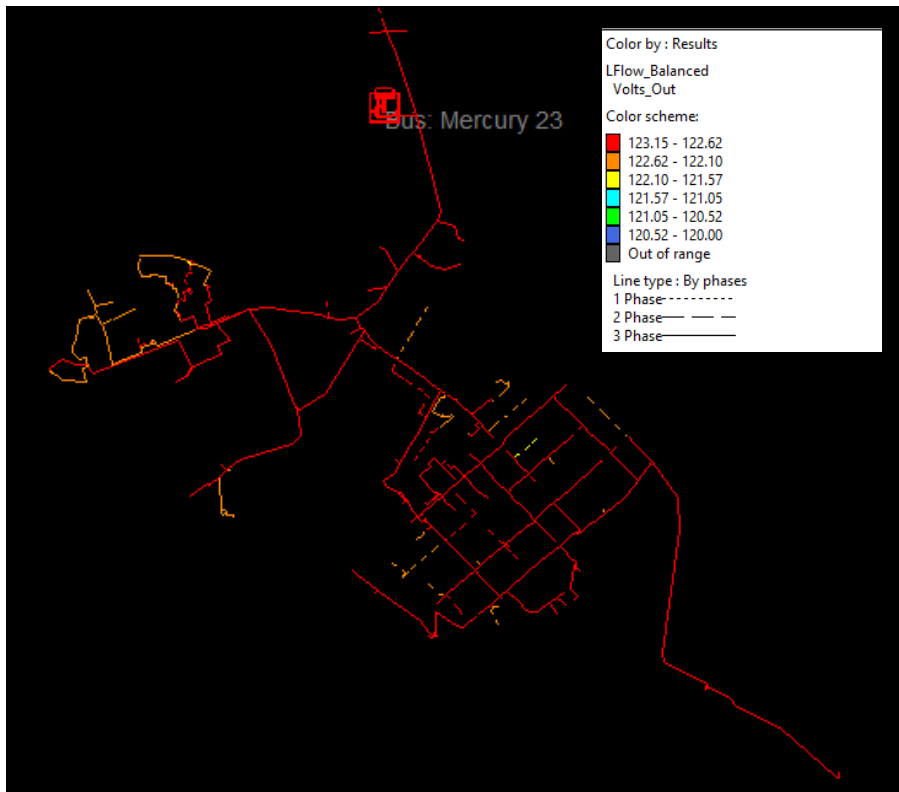 Color by : Results
LFlow_Balanced
Volts_Out
Color scheme:
123.15 - 122.62
122.62 - 122.10
122.10 - 121.57
121.57 - 121.05
121.05 - 120.52
120.52 - 120.00
Out of range
Line type : By phases
1 Phase
2 Phase
3 Phase
Bus: Mercury 23